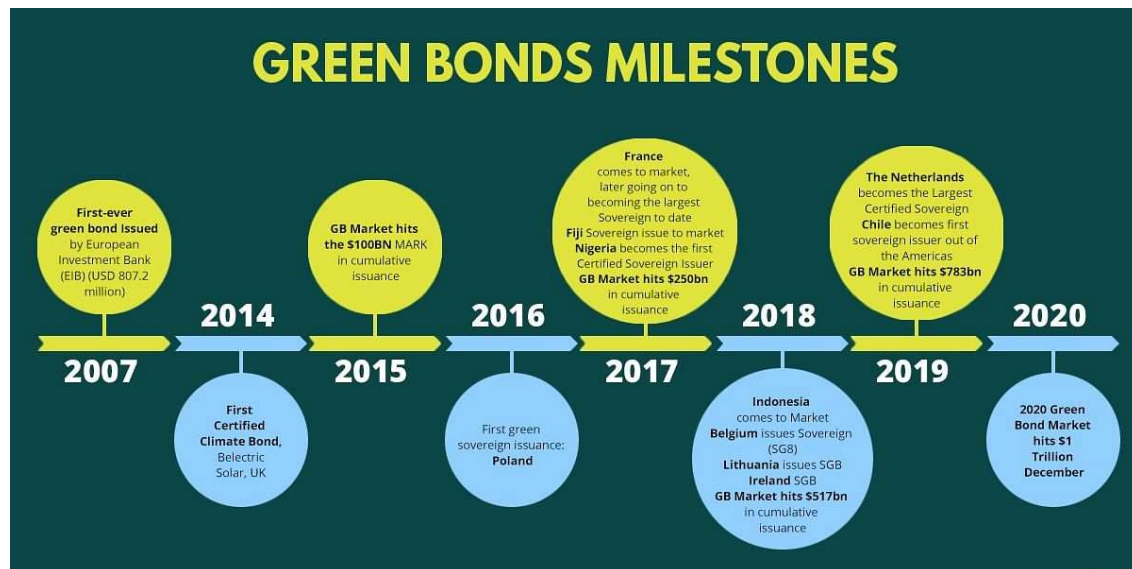 GREEN BONDS MILESTONES
First-ever
green bond Issued
by European
Investment Bank
(EIB) (USD 807.2
million)
2007
2014
First
Certified
Climate Bond,
Belectric
Solar, UK
GB Market hits
the $100BN MARK
in cumulative
issuance
2015
2016
First green
sovereign issuance:
Poland
France
comes to market,
later going on to
becoming the largest
Sovereign to date
Fiji Sovereign issue to market
Nigeria becomes the first
Certified Sovereign Issuer
GB Market hits $250bn
in cumulative
issuance
2017
2018
Indonesia
comes to Market
Belgium issues Sovereign
(SG8)
Lithuania issues SGB
Ireland SGB
GB Market hits $517bn
in cumulative
issuance
The Netherlands
becomes the Largest
Certified Sovereign
Chile becomes first
sovereign issuer out of
the Americas
GB Market hits $783bn
in cumulative
issuance
2019
2020
2020 Green
Bond Market
hits $1
Trillion
December